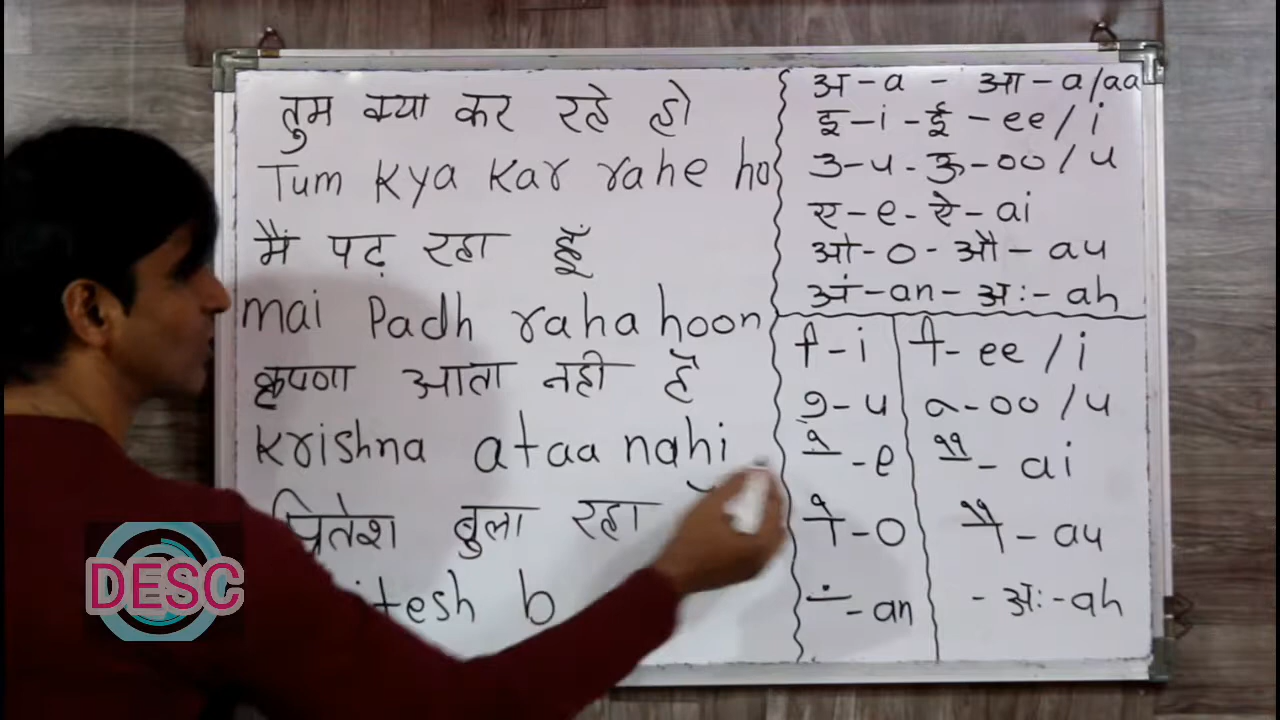 तुम क्या कर रहे हो
Tum Kya Kar rahe ho
मैं पढ़ रहा हूँ
mai Padh raha hoon
कृष्णा आता नही है
Krishna ataa nahi
प्रितेश बुला रहा
itesh b
अ-a - आ-a/aa
इ-i-ई-ee/i
उ-u-ऊ-oo/u
ए-e-ऐ-ai
ओ-o-औ-au
अं-an-अः-ah
ि-i
ु-u
े-e
ो-o
ं-an
ी-ee/i
ू-oo/u
ै-ai
ौ-au
-अः-ah
DESC